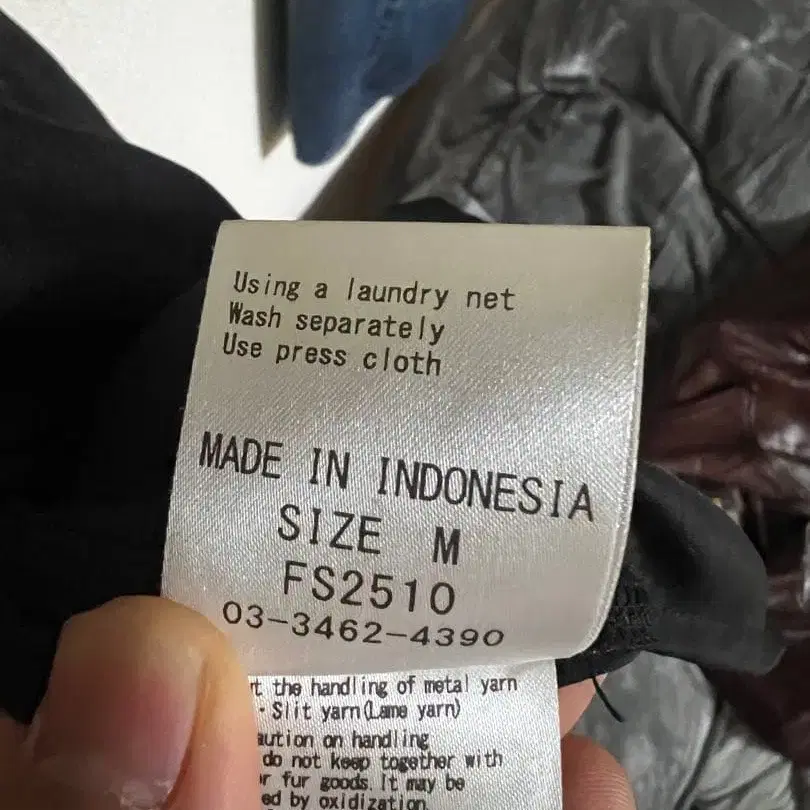 Using a laundry net
Wash separately
Use press cloth
MADE IN INDONESIA
SIZE M
FS2510
03-3462-4390
the handling of metal yarn
・Slit yarn(Lame yarn)
on handling
do not keep together with
fur goods. It may be
by oxidization.